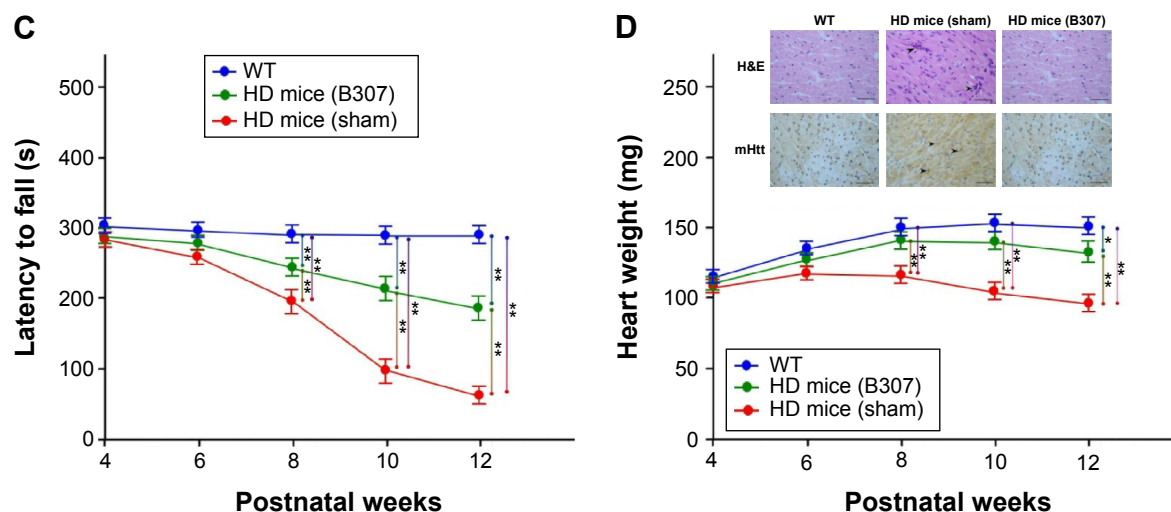 C
Latency to fall (s)
500
400
300
200
100
0
WT
HD mice (B307)
HD mice (sham)
** ** **
** ** **
** ** **
4 6 8 10 12
Postnatal weeks
D
WT HD mice (sham) HD mice (B307)
H&E
mHtt
Heart weight (mg)
250
200
150
100
50
0
** **
** **
* ** **
WT
HD mice (B307)
HD mice (sham)
4 6 8 10 12
Postnatal weeks